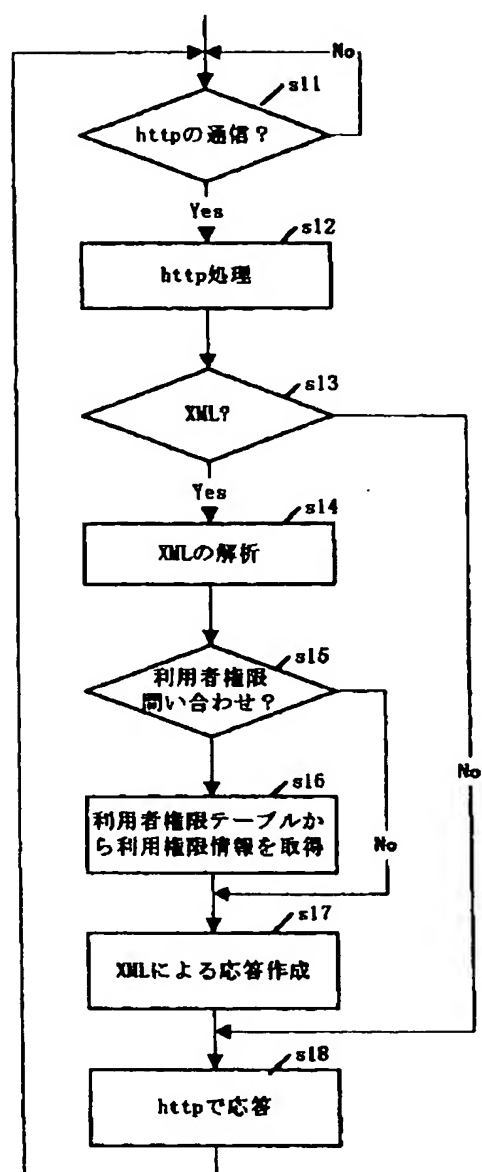 No
s11
httpの通信？
Yes
s12
http処理
s13
XML?
Yes
s14
XMLの解析
s15
利用者権限
問い合わせ？
No
s16
利用者権限テーブルか
ら利用権限情報を取得
No
s17
XMLによる応答作成
s18
httpで応答